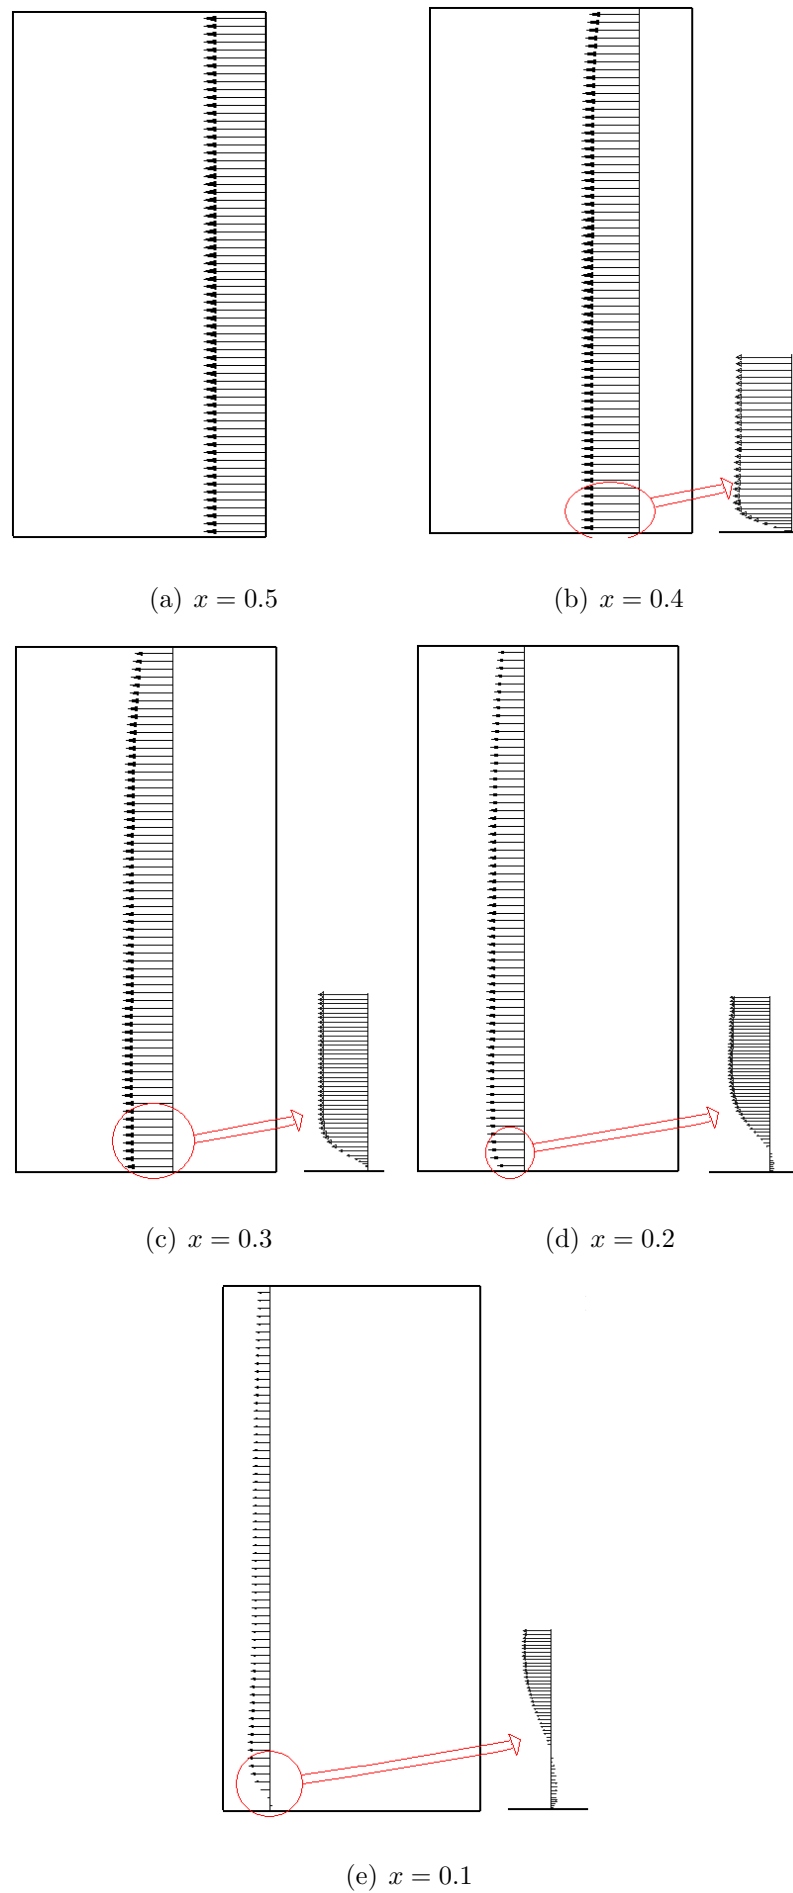 (a) x = 0.5
(b) x = 0.4
(c) x = 0.3
(d) x = 0.2
(e) x = 0.1